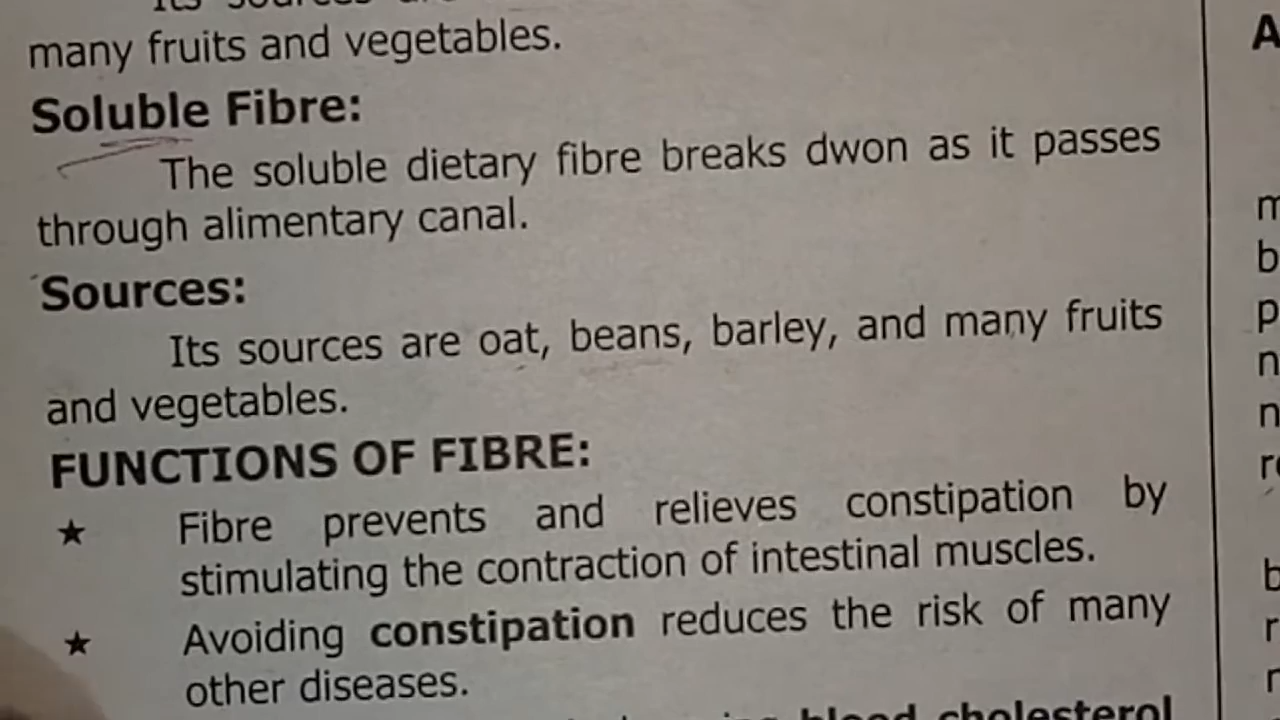 many fruits and vegetables.
Soluble Fibre:
The soluble dietary fibre breaks dwon as it passes
through alimentary canal.
Sources:
Its sources are oat, beans, barley, and many fruits
and vegetables.
FUNCTIONS OF FIBRE:
★ Fibre prevents and relieves constipation by
stimulating the contraction of intestinal muscles.
★ Avoiding constipation reduces the risk of many
other diseases.
blood cholesterol